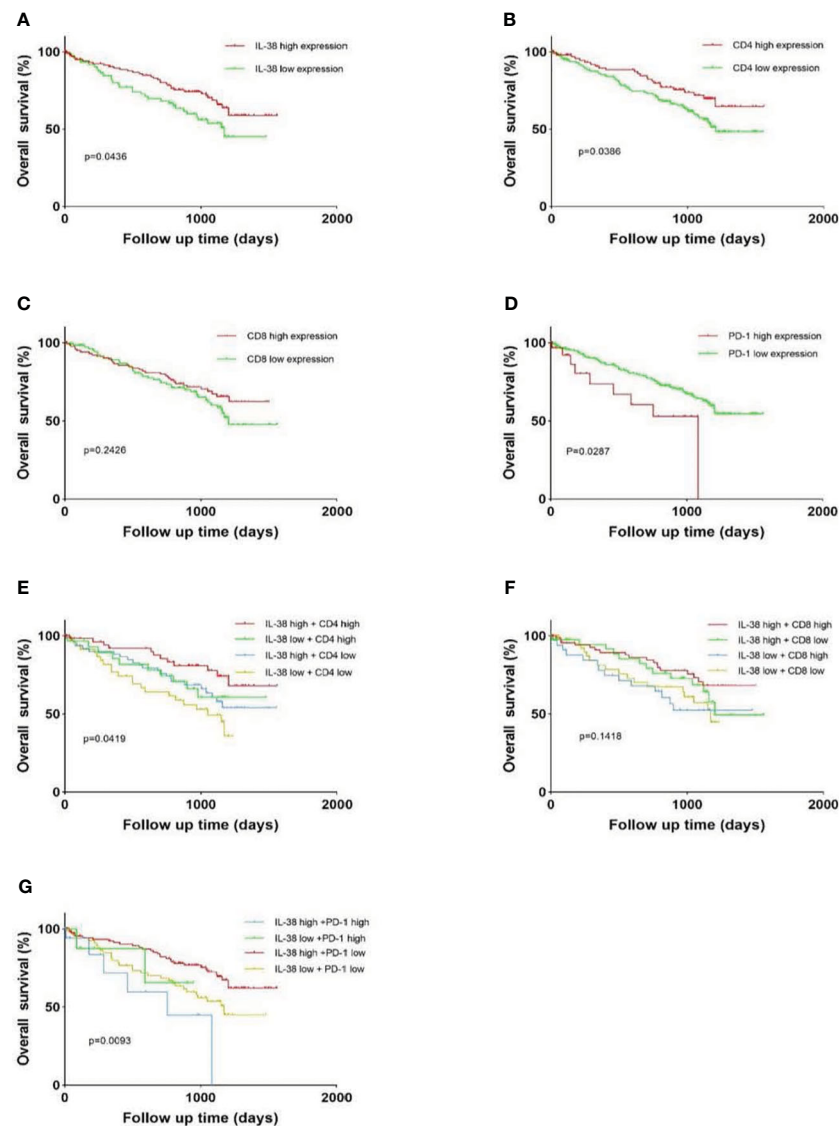 A
IL-38 high expression
IL-38 low expression
100
50
0
Overall survival (%)
p=0.0436
0
1000
2000
Follow up time (days)
B
CD4 high expression
CD4 low expression
100
50
0
Overall survival (%)
p=0.0386
0
1000
2000
Follow up time (days)
C
CD8 high expression
CD8 low expression
100
50
0
Overall survival (%)
p=0.2426
0
1000
2000
Follow up time (days)
D
PD-1 high expression
PD-1 low expression
100
50
0
Overall survival (%)
P=0.0287
0
1000
2000
Follow up time (days)
E
IL-38 high + CD4 high
IL-38 low + CD4 high
IL-38 high + CD4 low
IL-38 low + CD4 low
100
50
0
Overall survival (%)
p=0.0419
0
1000
2000
Follow up time (days)
F
IL-38 high + CD8 high
IL-38 high + CD8 low
IL-38 low + CD8 high
IL-38 low + CD8 low
100
50
0
Overall survival (%)
p=0.1418
0
1000
2000
Follow up time (days)
G
IL-38 high +PD-1 high
IL-38 low +PD-1 high
IL-38 high +PD-1 low
IL-38 low + PD-1 low
100
50
0
Overall survival (%)
p=0.0093
0
1000
2000
Follow up time (days)